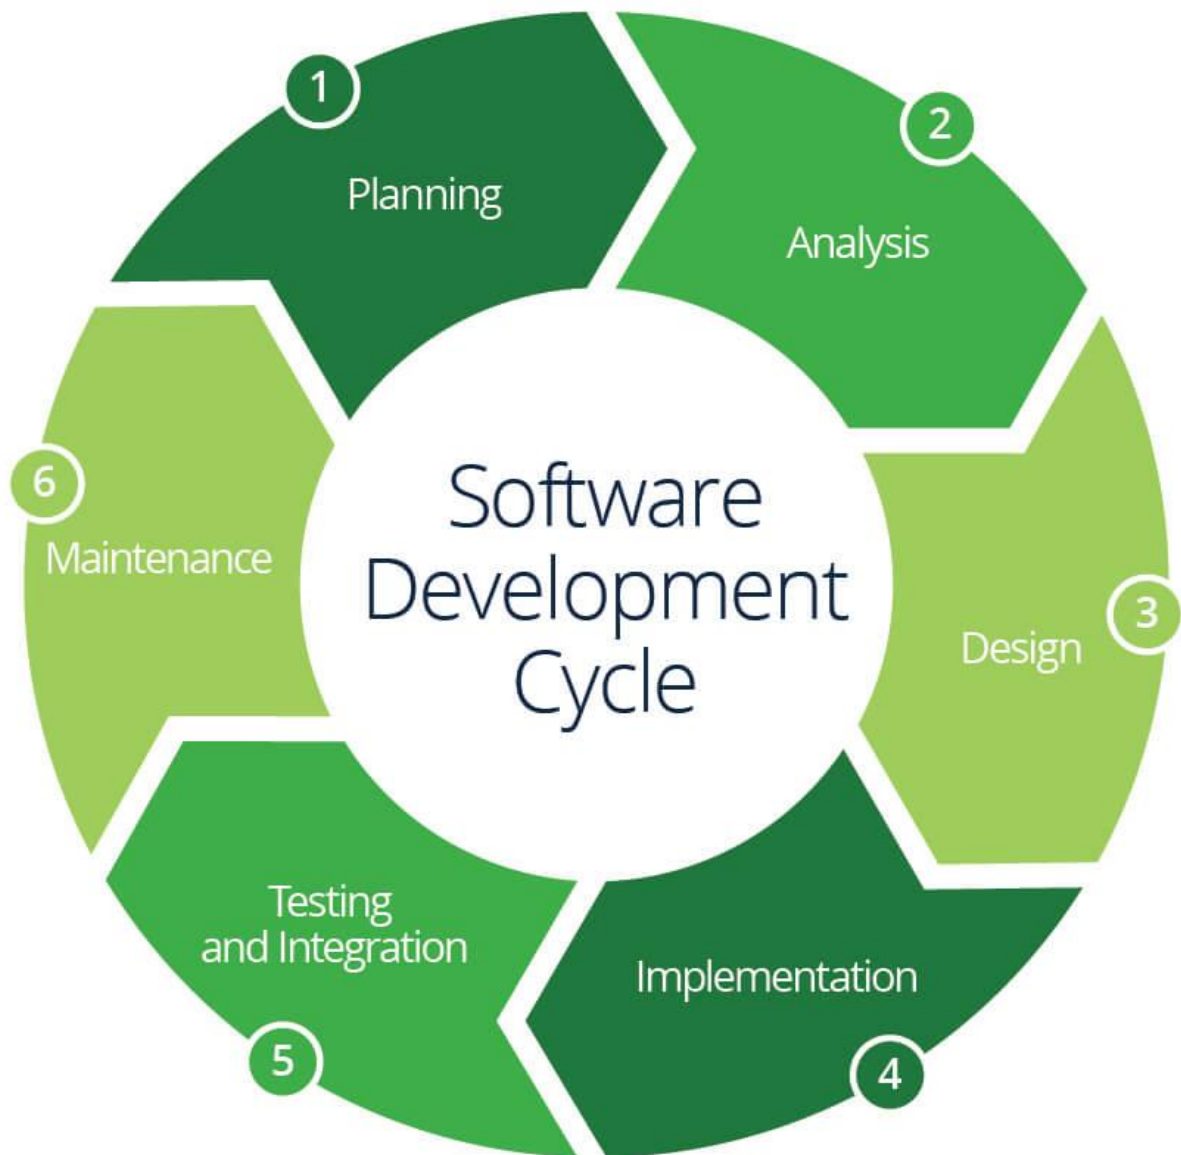 1
Planning
2
Analysis
3
Design
4
Implementation
5
Testing
and Integration
6
Maintenance
Software
Development
Cycle